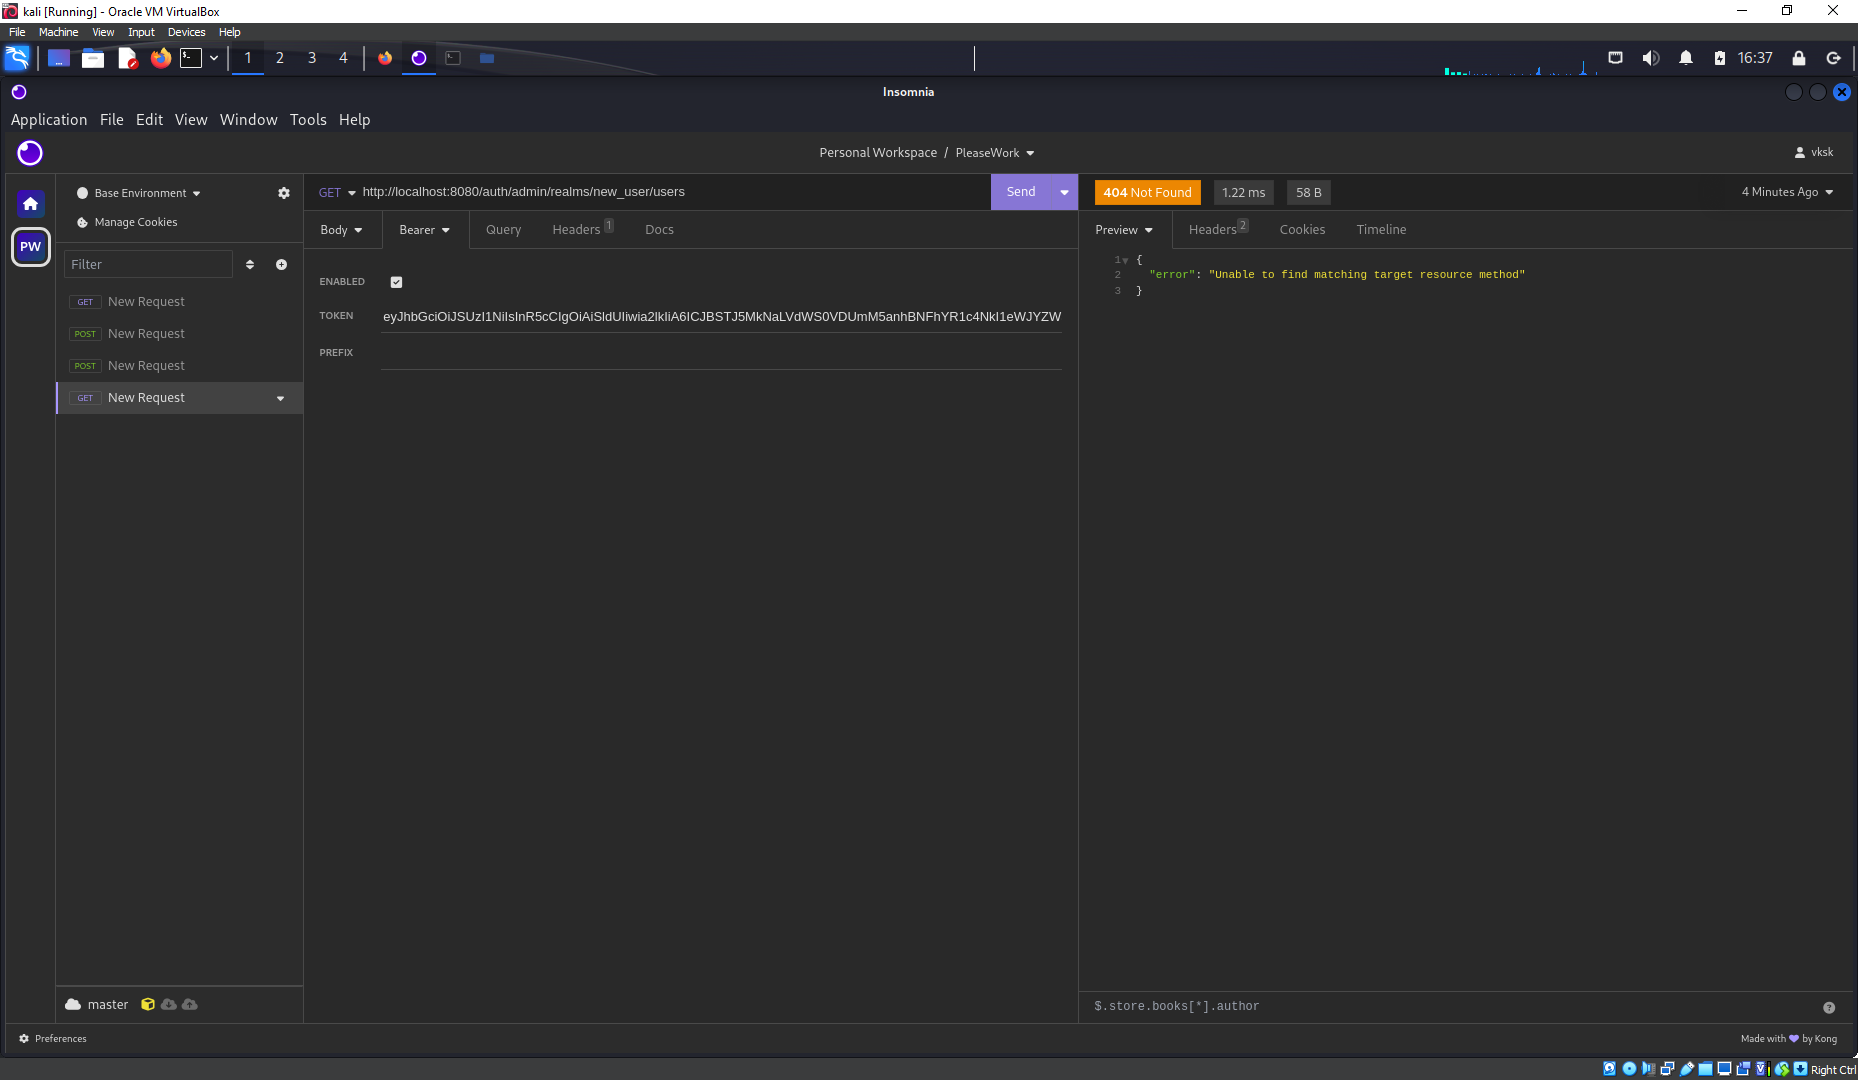 kali [Running] - Oracle VM VirtualBox
File Machine View Input Devices Help
1 2 3 4
16:37
Insomnia
Application File Edit View Window Tools Help
Personal Workspace / PleaseWork
vksk
Base Environment
GET http://localhost:8080/auth/admin/realms/new_user/users
Send
404 Not Found 1.22 ms 58 B
4 Minutes Ago
Manage Cookies
PW
Body Bearer Query Headers 1 Docs
Preview Headers 2 Cookies Timeline
Filter
GET New Request
POST New Request
POST New Request
GET New Request
ENABLED
TOKEN eyJhbGciOiJSUzI1NiIsInR5cCIgOiAiSldUIiwia2lkIiA6ICJBSTJ5MkNaLVdWS0VDUmM5anhBNFhYR1c4NkI1eWJYZW
PREFIX
1 {
2 "error": "Unable to find matching target resource method"
3 }
master
$.store.books[*].author
Preferences
Made with by Kong
Right Ctrl